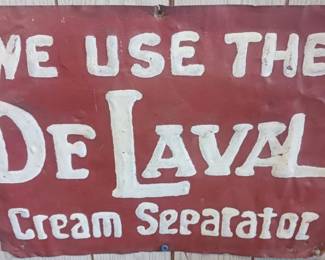 WE USE THE
DE LAVAL
Cream Separator